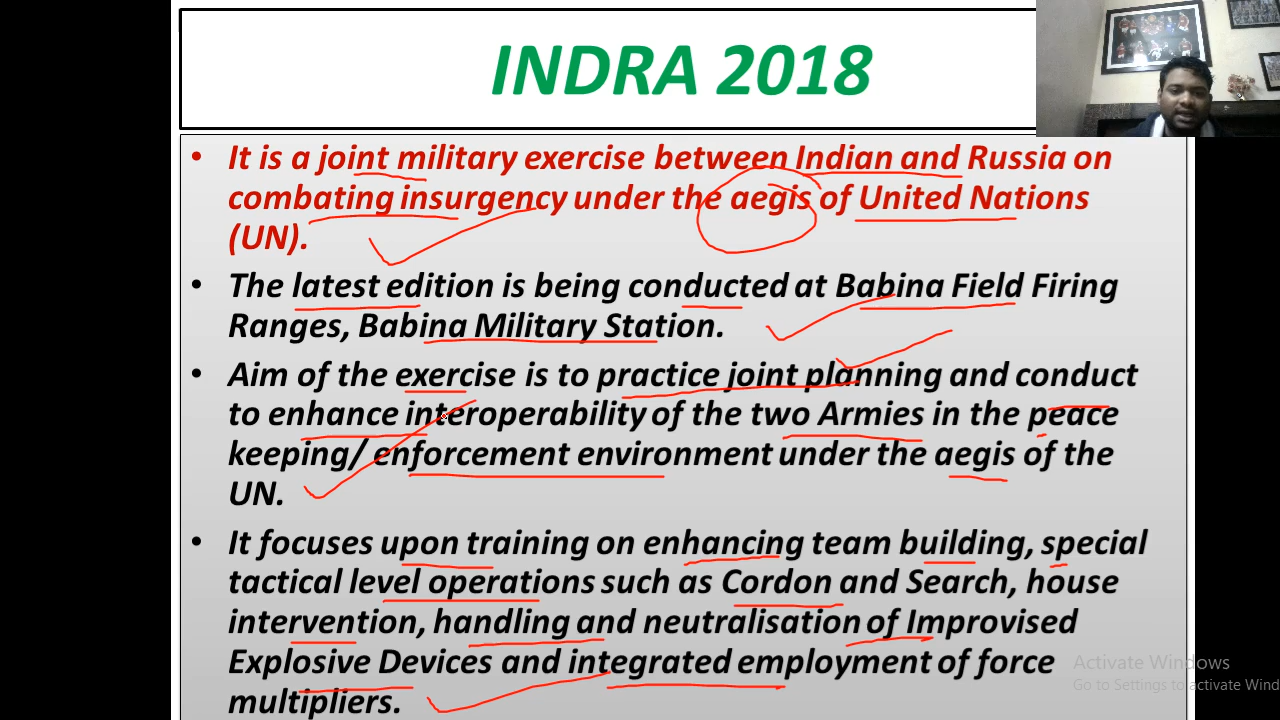 INDRA 2018
• It is a joint military exercise between Indian and Russia on
combating insurgency under the aegis of United Nations
(UN).
• The latest edition is being conducted at Babina Field Firing
Ranges, Babina Military Station.
• Aim of the exercise is to practice joint planning and conduct
to enhance interoperability of the two Armies in the peace
keeping/ enforcement environment under the aegis of the
UN.
• It focuses upon training on enhancing team building, special
tactical level operations such as Cordon and Search, house
intervention, handling and neutralisation of Improvised
Explosive Devices and integrated employment of force
multipliers.
Activate Windows
Go to Settings to activate Wind